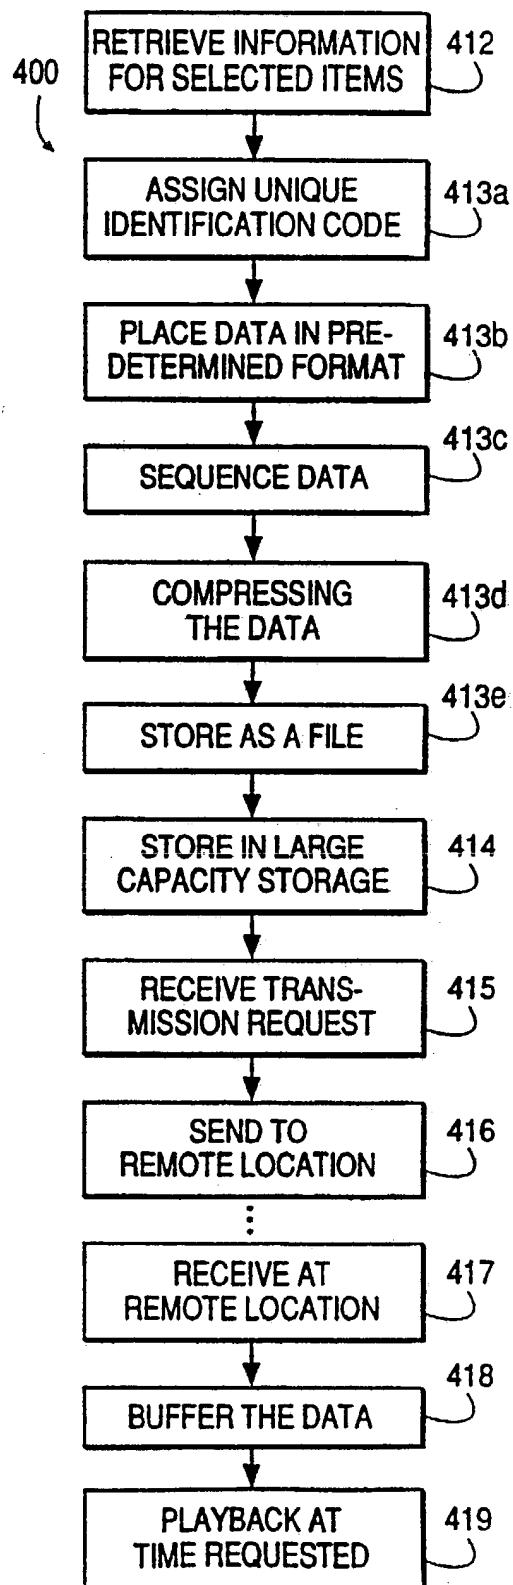 400
RETRIEVE INFORMATION
FOR SELECTED ITEMS
412
ASSIGN UNIQUE
IDENTIFICATION CODE
413a
PLACE DATA IN PRE-
DETERMINED FORMAT
413b
SEQUENCE DATA
413c
COMPRESSING
THE DATA
413d
STORE AS A FILE
413e
STORE IN LARGE
CAPACITY STORAGE
414
RECEIVE TRANS-
MISSION REQUEST
415
SEND TO
REMOTE LOCATION
416
RECEIVE AT
REMOTE LOCATION
417
BUFFER THE DATA
418
PLAYBACK AT
TIME REQUESTED
419